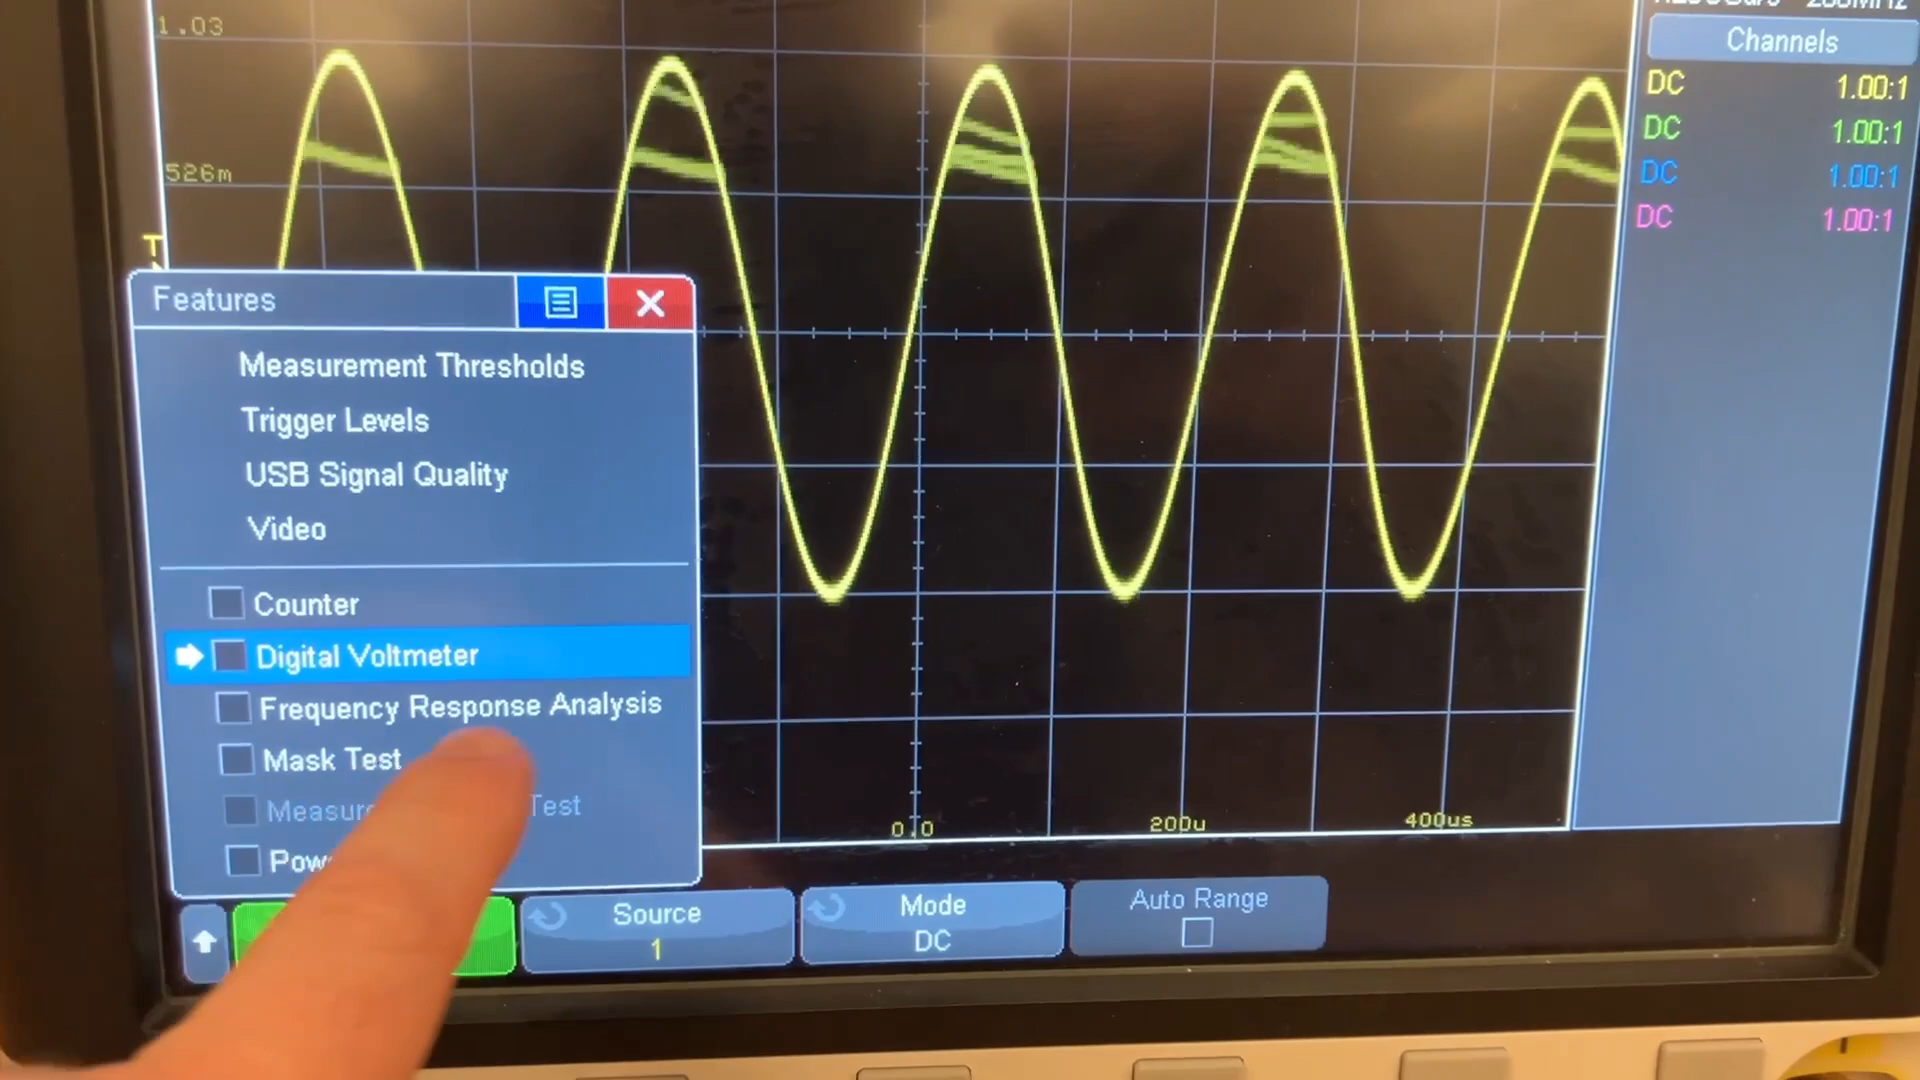 1.03
Channels
DC 1.00:1
DC 1.00:1
DC 1.00:1
DC 1.00:1
526m
T
Features
Measurement Thresholds
Trigger Levels
USB Signal Quality
Video
Counter
Digital Voltmeter
Frequency Response Analysis
Mask Test
Test
0.0 200u 400us
Source
1
Mode
DC
Auto Range